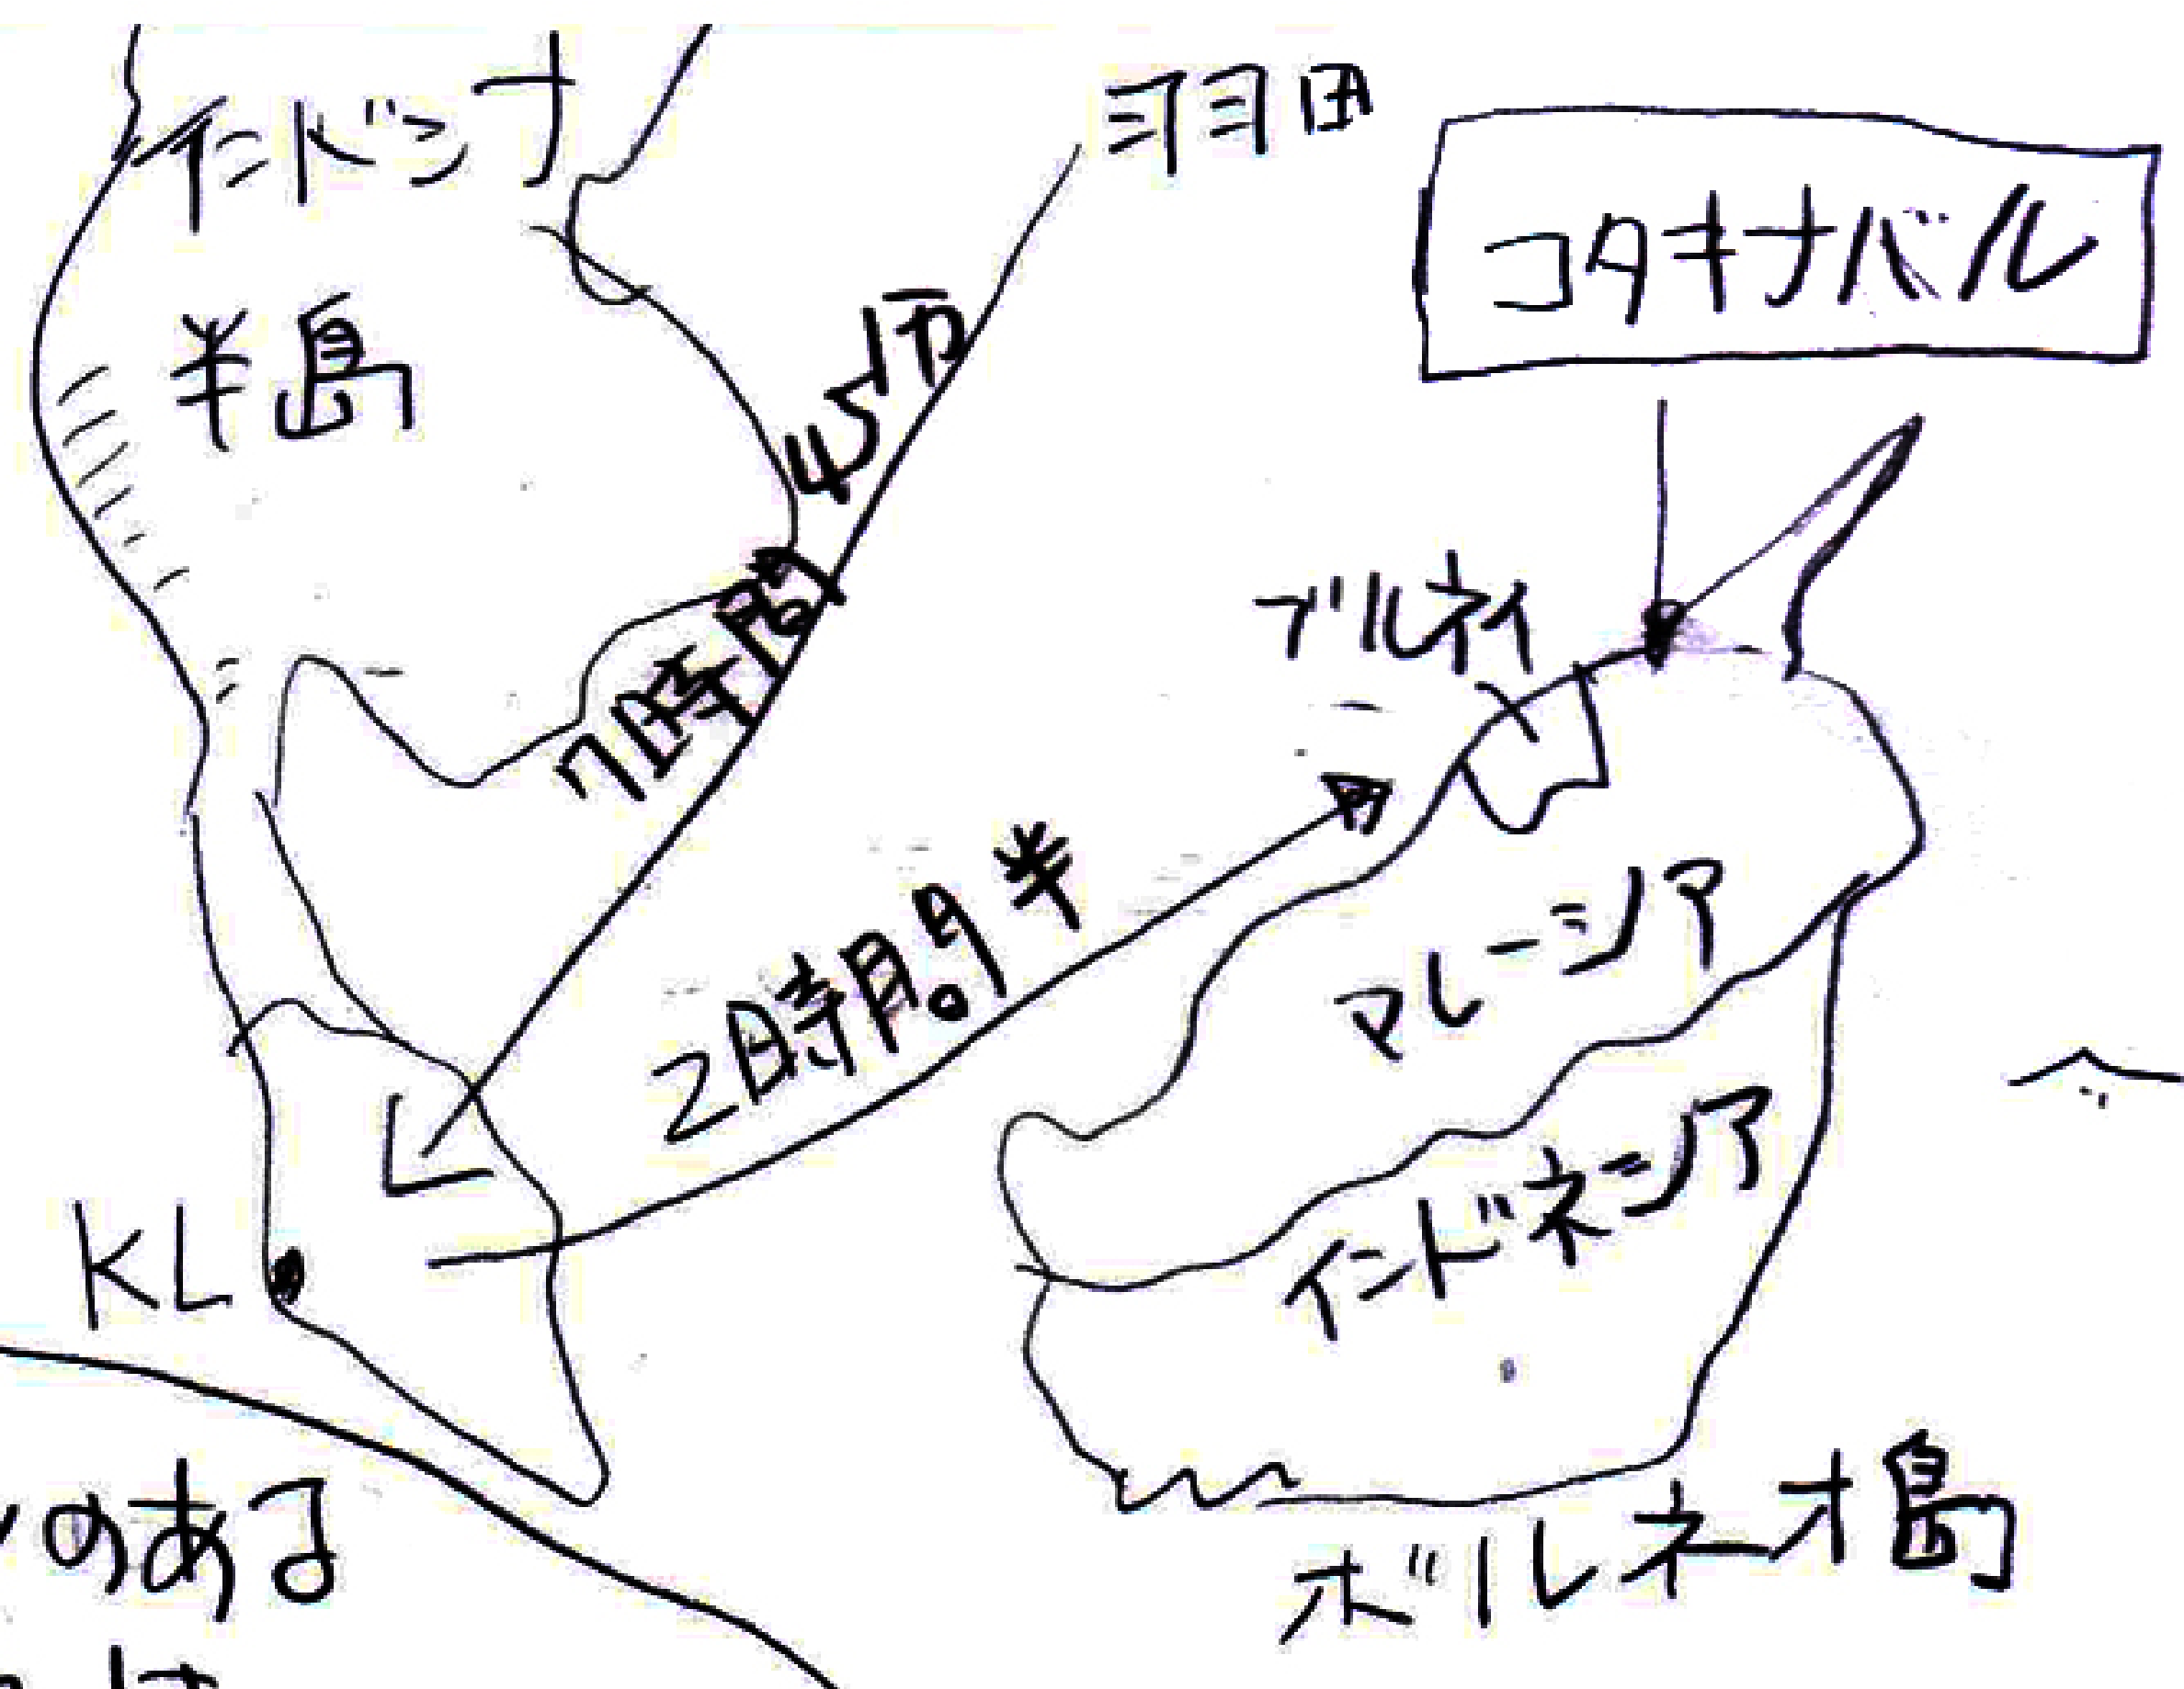 インドシナ
半島
羽田
コタキナバル
7時間45分
ブルネイ
2時間半
マレーシア
インドネシア
KL
ボルネオ島
のある
は